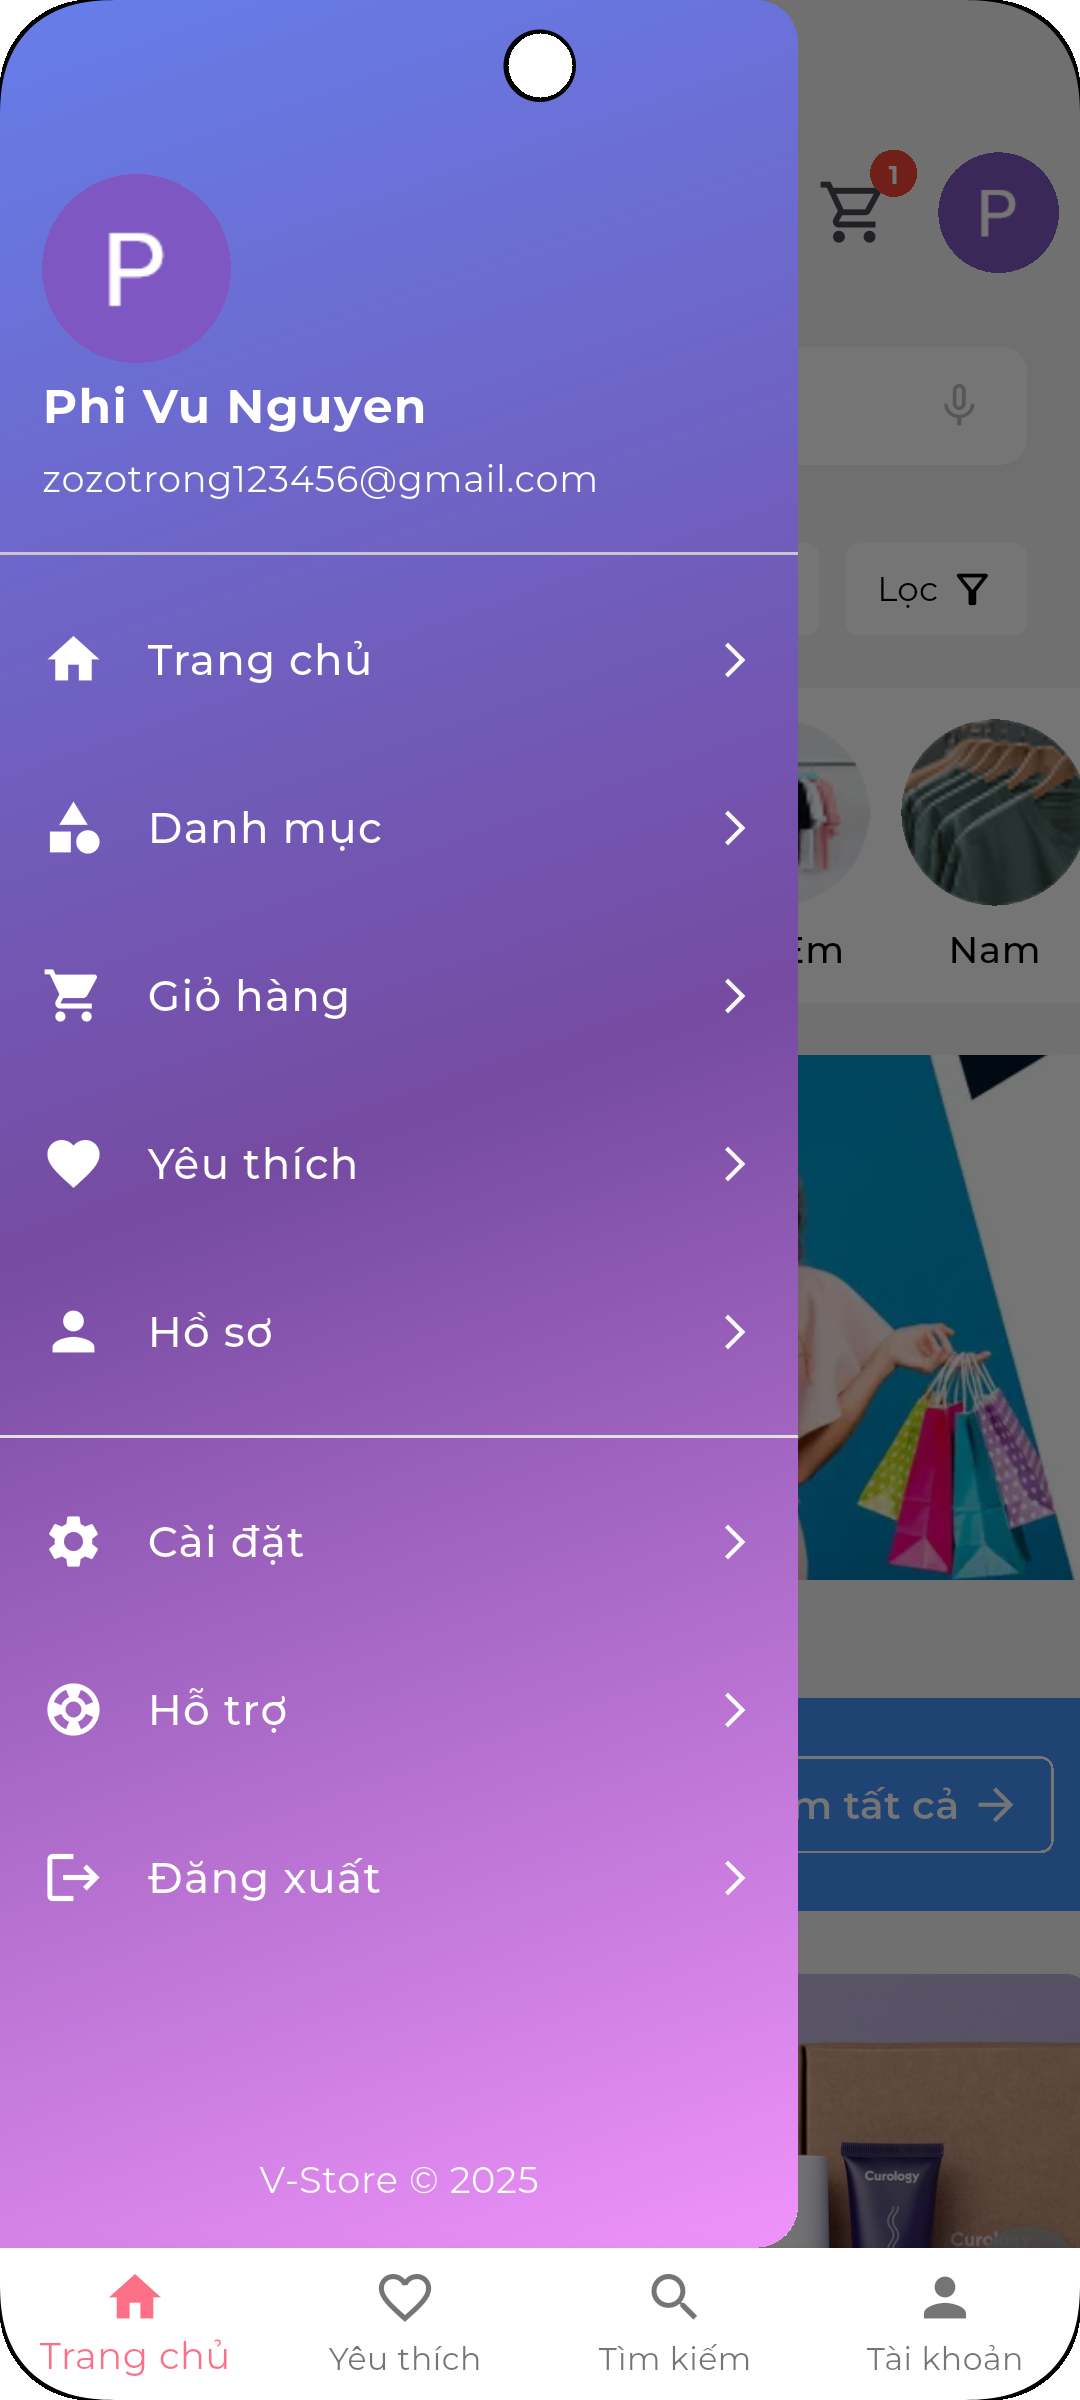 P
Phi Vu Nguyen
zozotrong123456@gmail.com
Trang chủ
Danh mục
Giỏ hàng
Yêu thích
Hồ sơ
Cài đặt
Hỗ trợ
Đăng xuất
V-Store © 2025
1
P
Lọc
Em
Nam
m tất cả
Curology
Trang chủ
Yêu thích
Tìm kiếm
Tài khoản